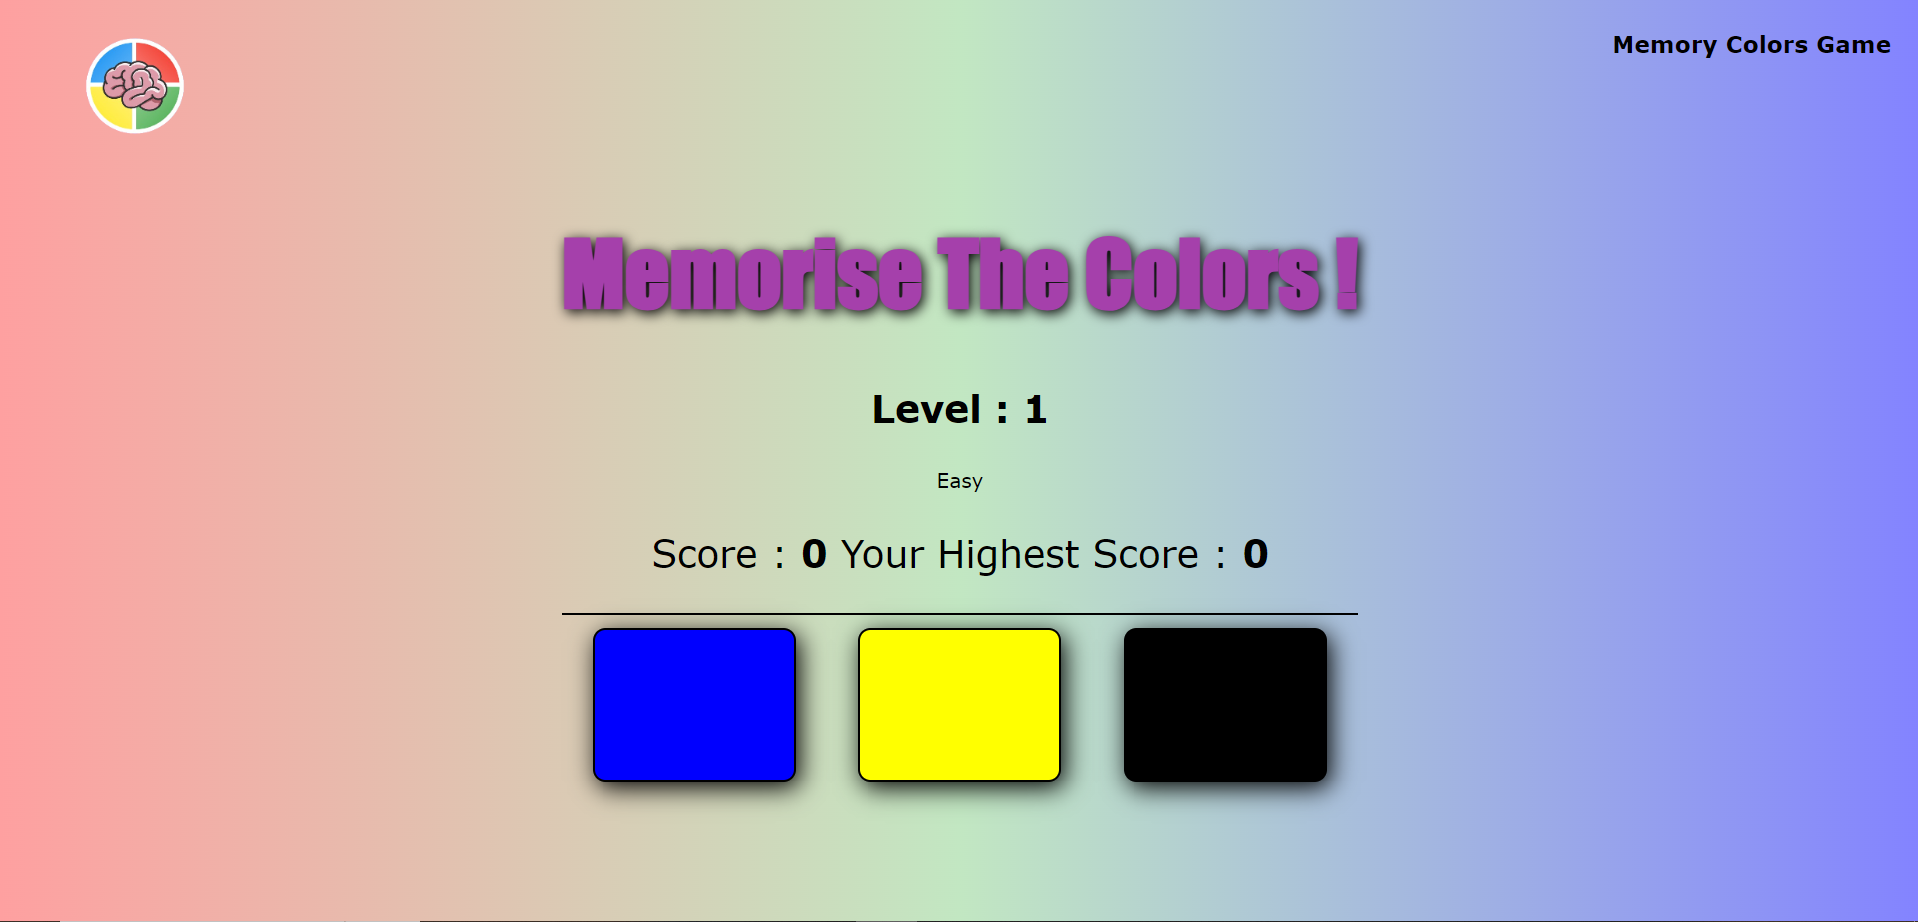 Memory Colors Game
Memorise The Colors !
Level : 1
Easy
Score : 0 Your Highest Score : 0